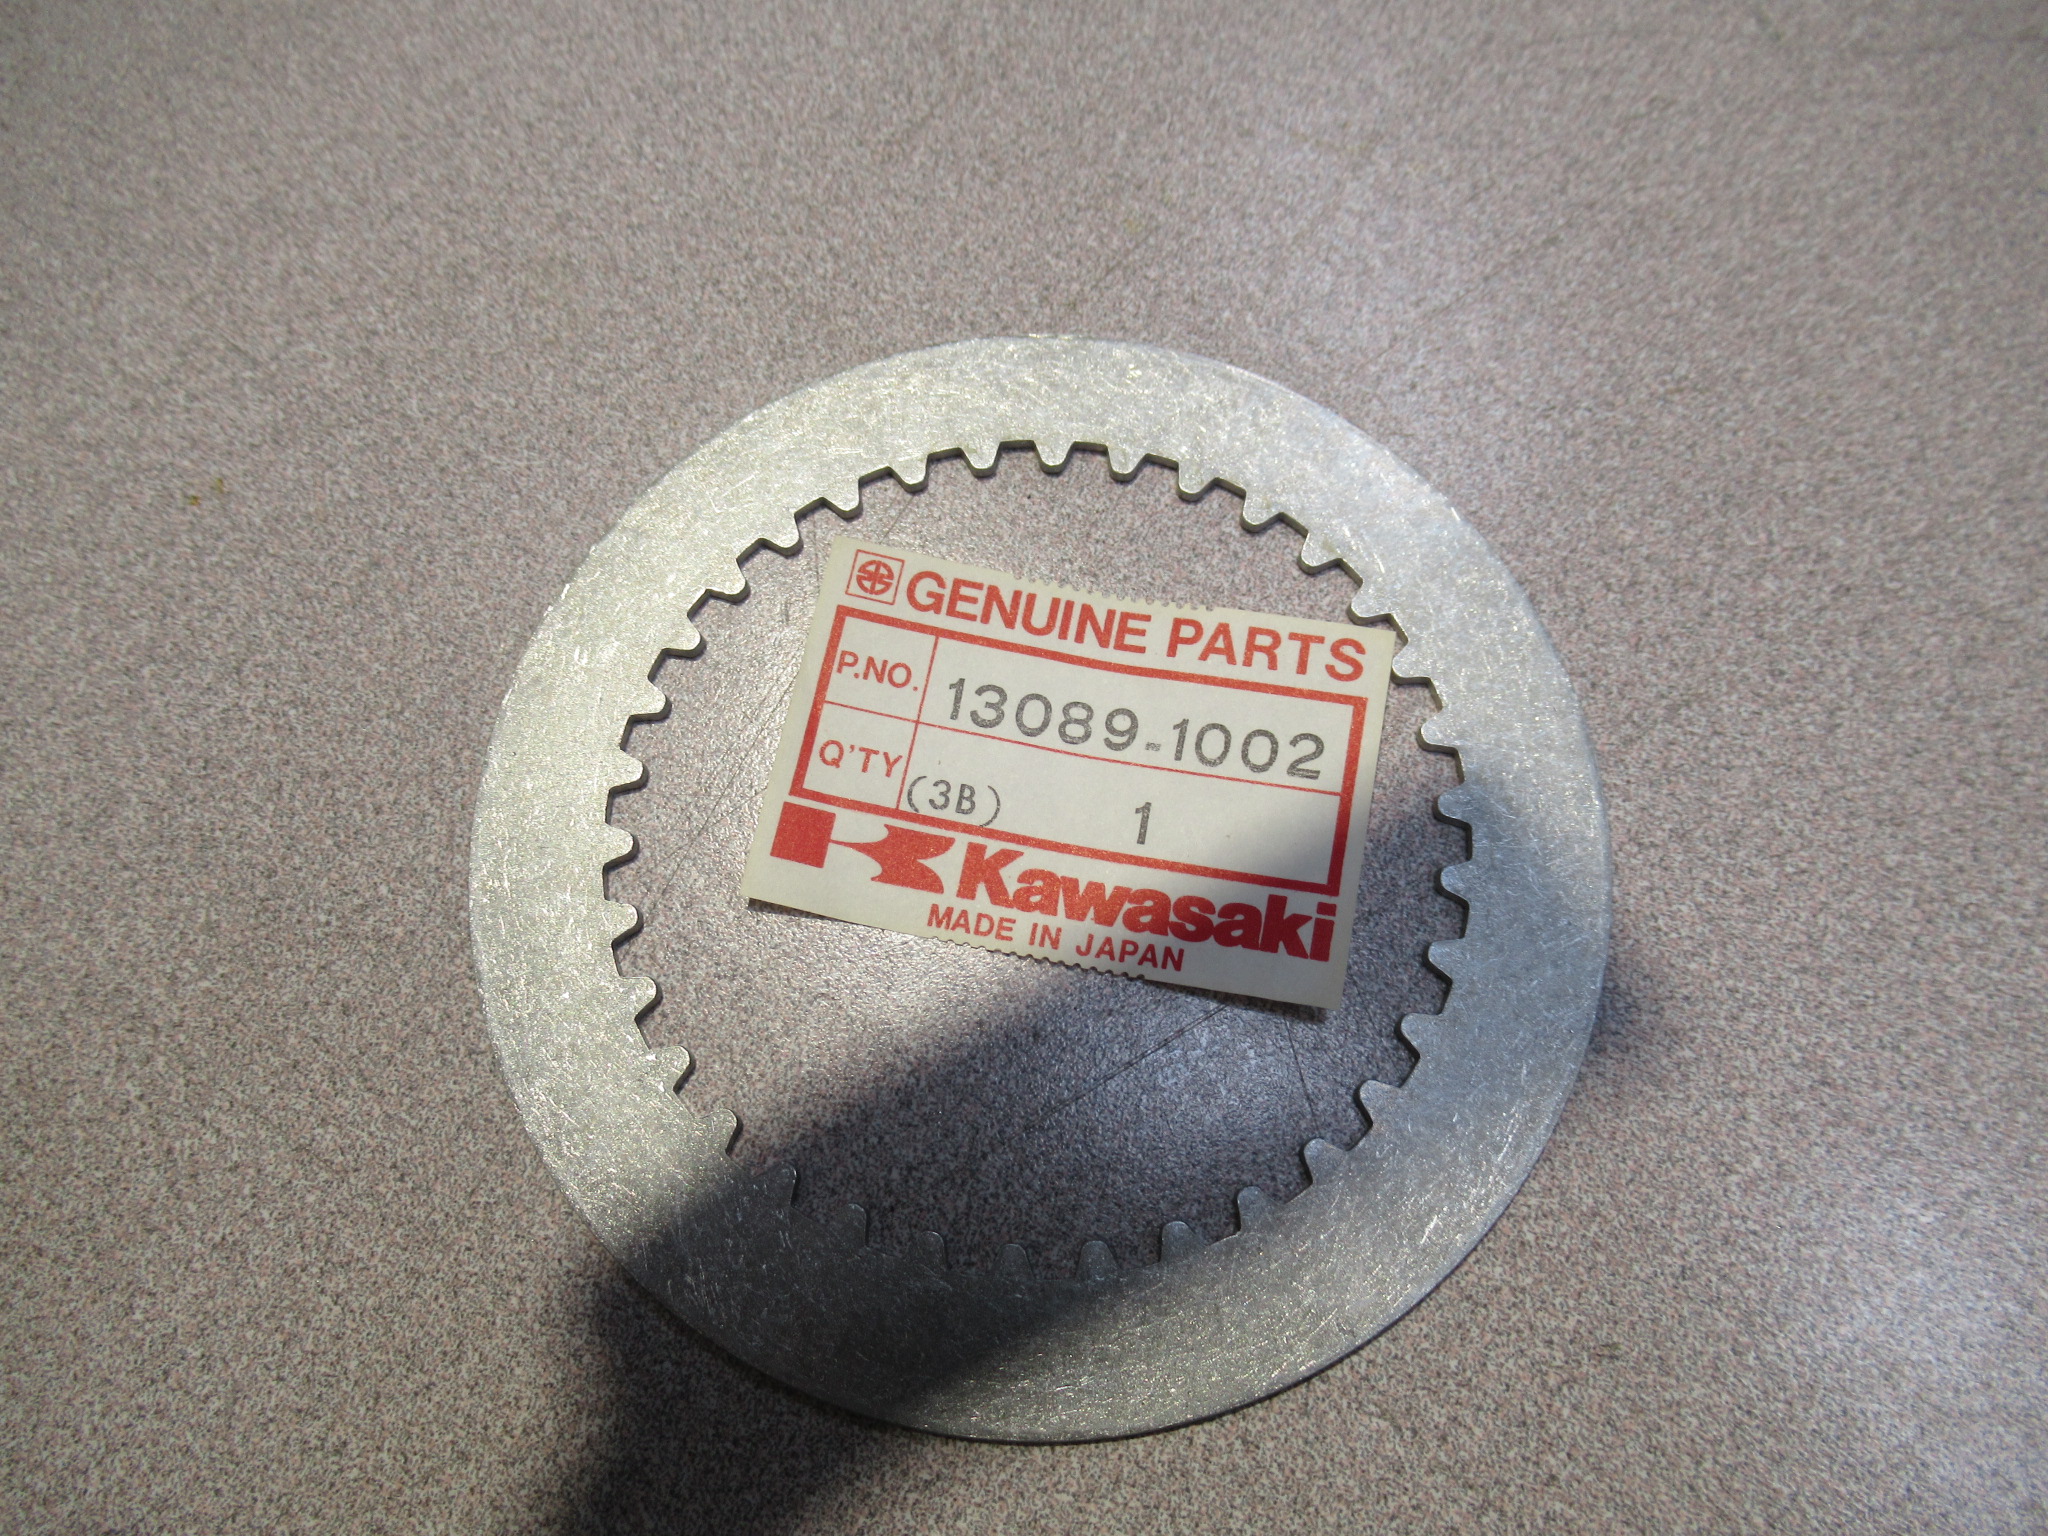 GENUINE PARTS
P.NO. 13089-1002
Q'TY (3B) 1
Kawasaki
MADE IN JAPAN